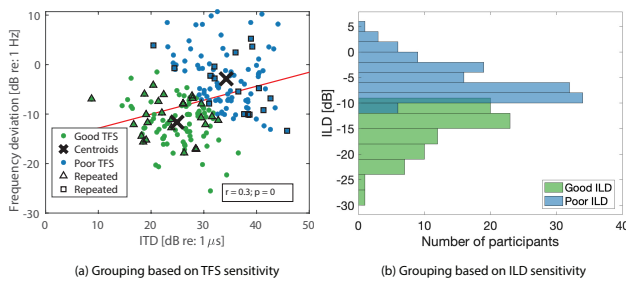 10
0
-10
-20
-30
0
10
20
30
40
50
Frequency deviation [dB re: 1 Hz]
ITD [dB re: 1 μs]
Good TFS
Centroids
Poor TFS
Repeated
Repeated
r = 0.3; p = 0
(a) Grouping based on TFS sensitivity
5
0
-5
-10
-15
-20
-25
-30
0
10
20
30
40
ILD [dB]
Number of participants
Good ILD
Poor ILD
(b) Grouping based on ILD sensitivity